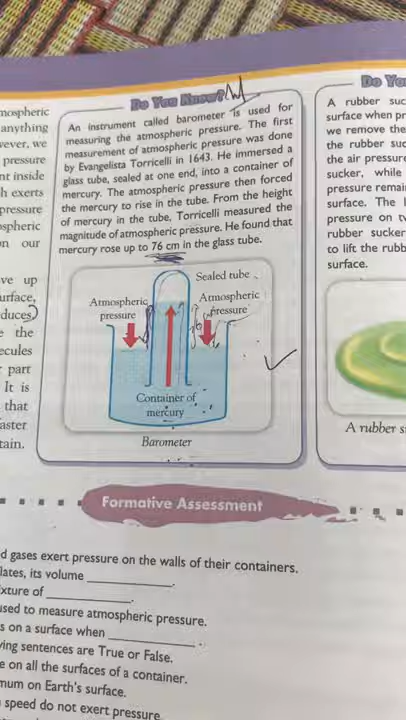 Do You Know?
An instrument called barometer is used for
measuring the atmospheric pressure. The first
measurement of atmospheric pressure was done
by Evangelista Torricelli in 1643. He immersed a
glass tube, sealed at one end, into a container of
mercury. The atmospheric pressure then forced
the mercury to rise in the tube. From the height
of mercury in the tube. Torricelli measured the
magnitude of atmospheric pressure. He found that
mercury rose up to 76 cm in the glass tube.
Sealed tube
Atmospheric
pressure
Atmospheric
pressure
Container of
mercury
Barometer
anything
pressure
nt inside
h exerts
pressure
on our
ve up
urface,
duces)
e the
ecules
part
It is
that
aster
tain.
Do You
A rubber suc
surface when pr
we remove the
the rubber suc
the air pressure
sucker, while
pressure remai
surface. The
pressure on tw
rubber sucker
to lift the rubb
surface.
A rubber s
Formative Assessment
d gases exert pressure on the walls of their containers.
lates, its volume ____________.
ixture of ____________.
used to measure atmospheric pressure.
s on a surface when ____________.
ving sentences are True or False.
e on all the surfaces of a container.
mum on Earth's surface.
speed do not exert pressure